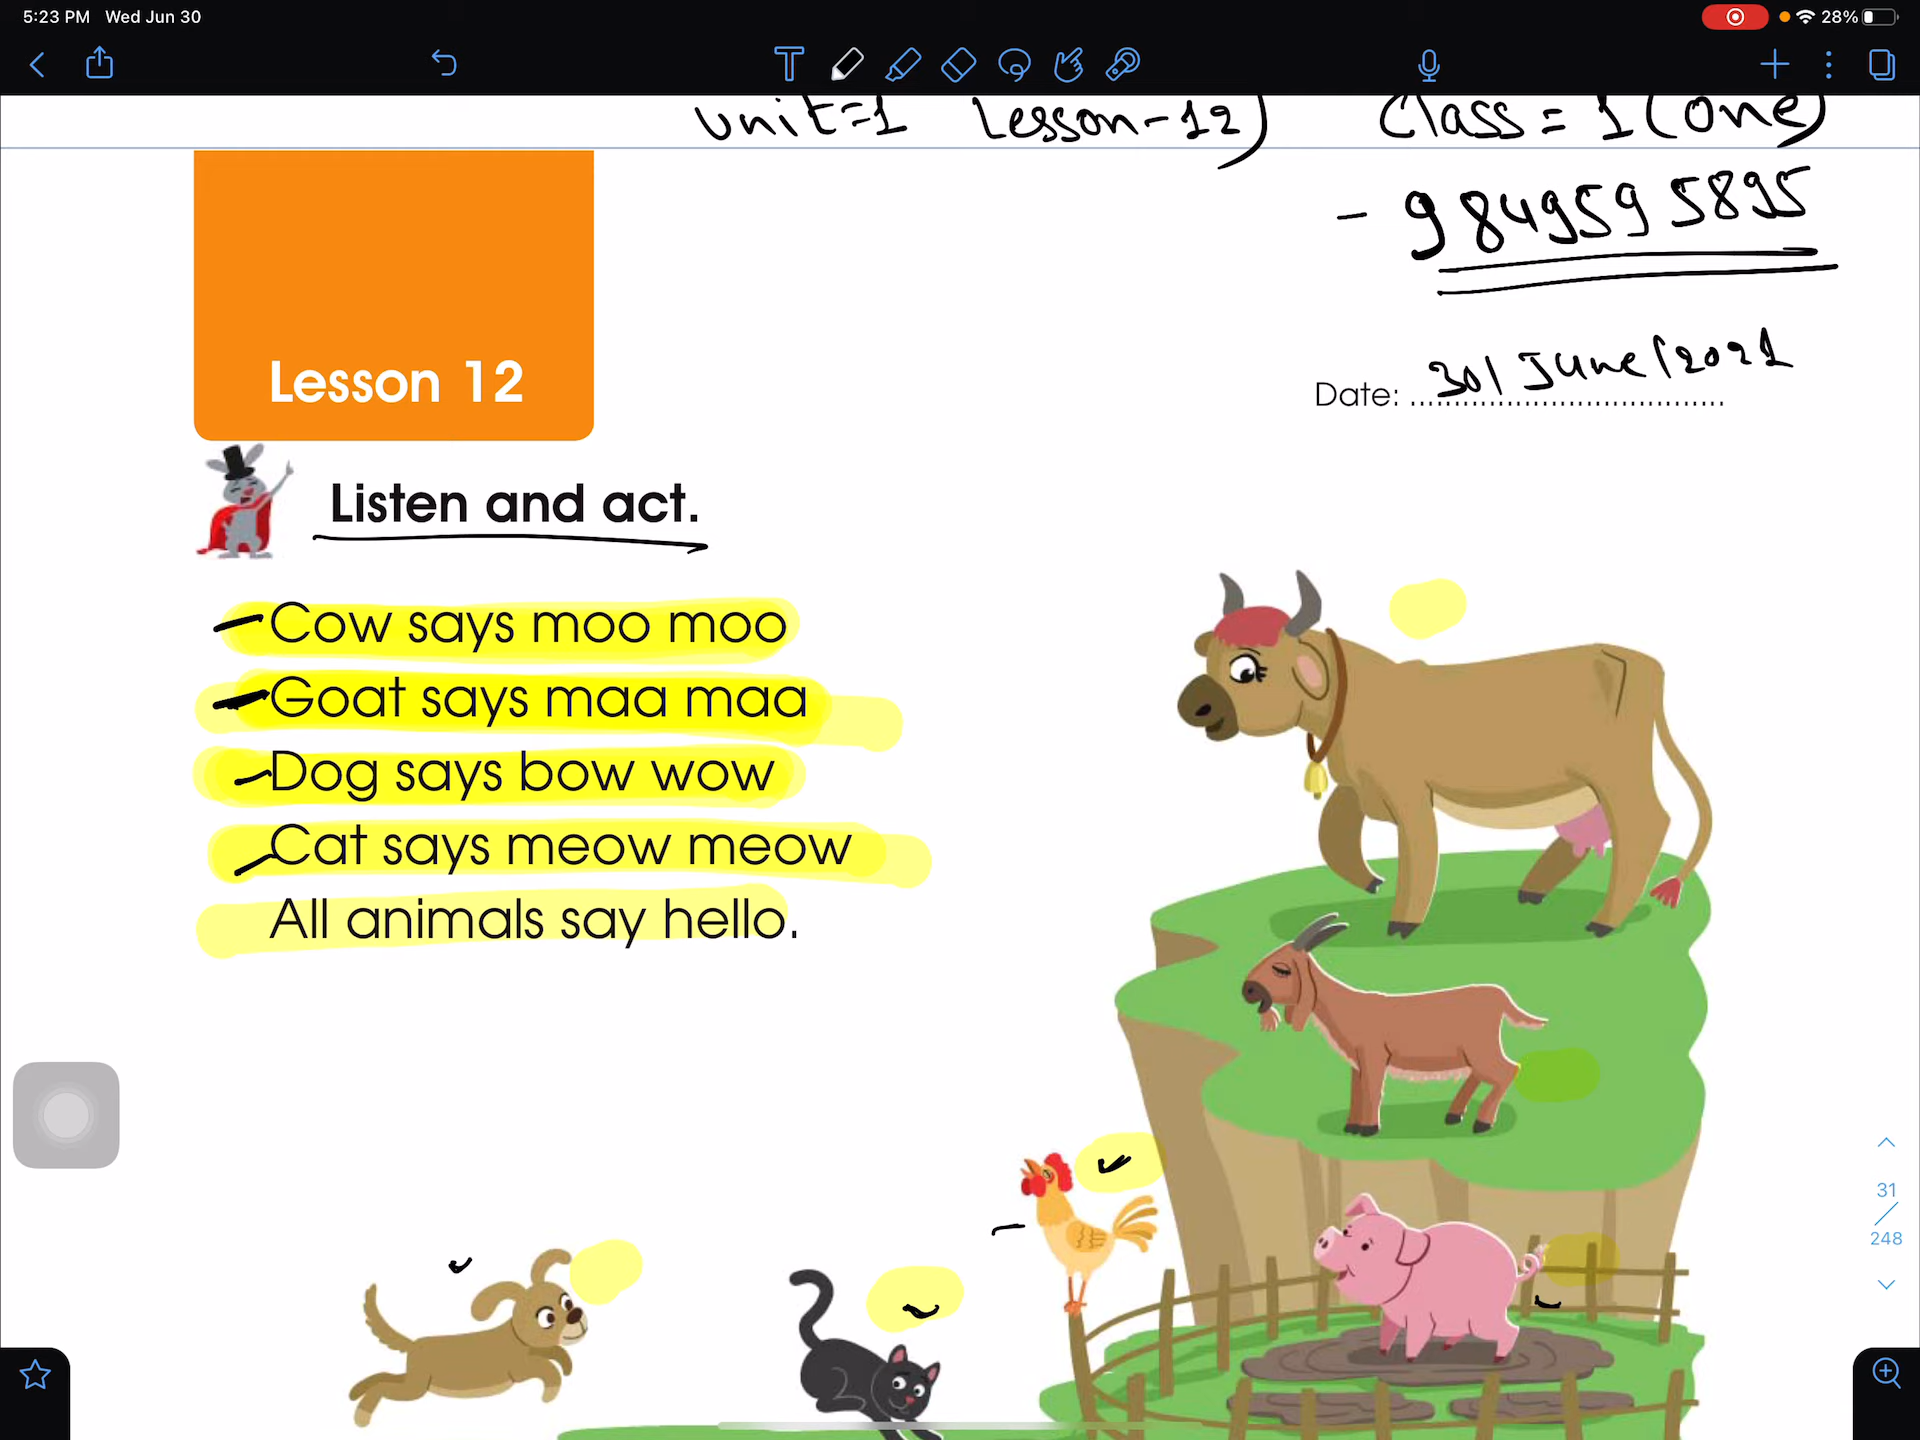 5:23 PM Wed Jun 30
28%
Unit=1 Lesson-12) Class = 1 (One)
- 9849595895
Lesson 12
Date: 30/ June/2021
Listen and act.
Cow says moo moo
Goat says maa maa
Dog says bow wow
Cat says meow meow
All animals say hello.
31
248